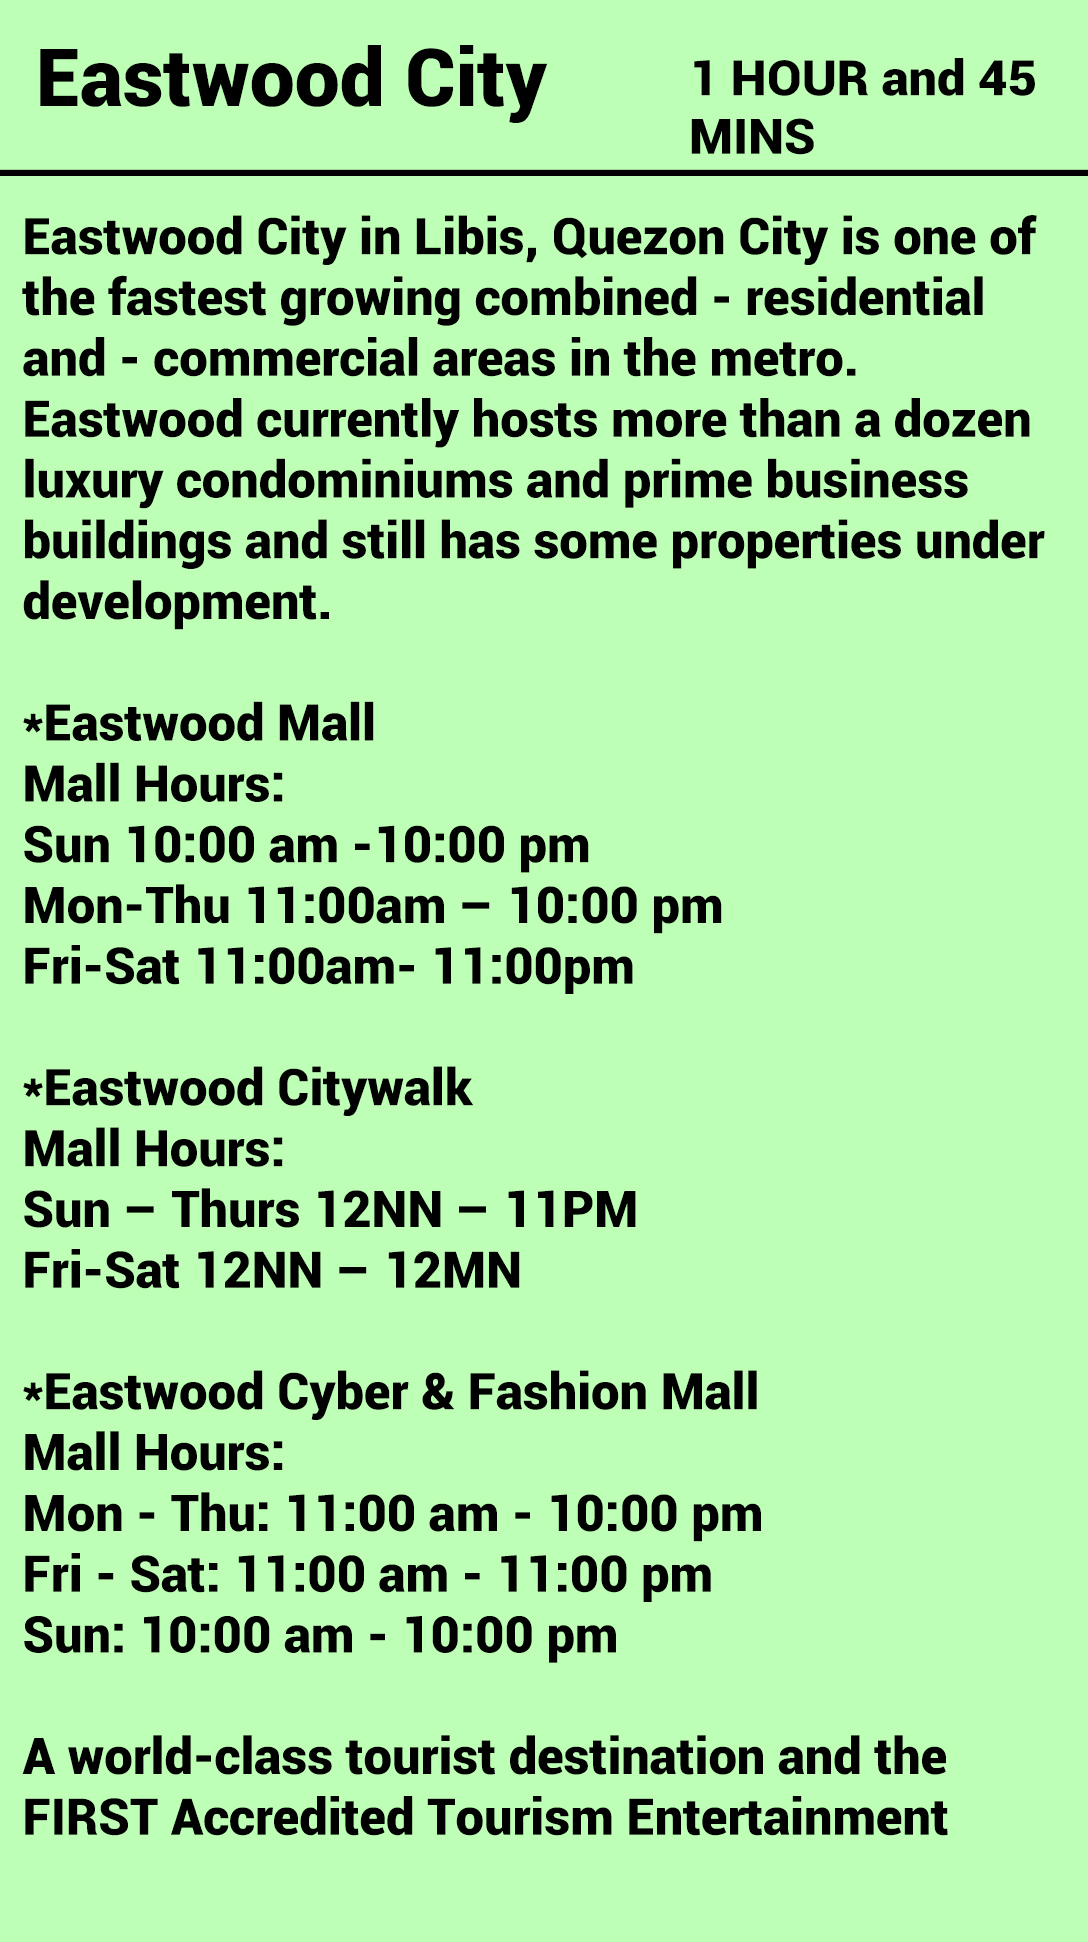 Eastwood City
1 HOUR and 45
MINS
Eastwood City in Libis, Quezon City is one of
the fastest growing combined - residential
and - commercial areas in the metro.
Eastwood currently hosts more than a dozen
luxury condominiums and prime business
buildings and still has some properties under
development.
*Eastwood Mall
Mall Hours:
Sun 10:00 am -10:00 pm
Mon-Thu 11:00am – 10:00 pm
Fri-Sat 11:00am- 11:00pm
*Eastwood Citywalk
Mall Hours:
Sun – Thurs 12NN – 11PM
Fri-Sat 12NN – 12MN
*Eastwood Cyber & Fashion Mall
Mall Hours:
Mon - Thu: 11:00 am - 10:00 pm
Fri - Sat: 11:00 am - 11:00 pm
Sun: 10:00 am - 10:00 pm
A world-class tourist destination and the
FIRST Accredited Tourism Entertainment